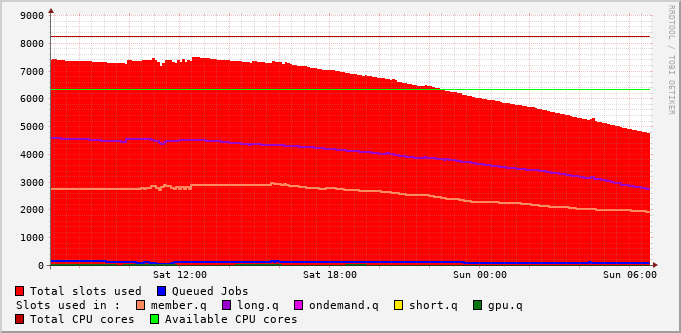 RRDTOOL / TOBI OETIKER
9000
8000
7000
6000
5000
4000
3000
2000
1000
0
Sat 12:00 Sat 18:00 Sun 00:00 Sun 06:00
Total slots used Queued Jobs
Slots used in : member.q long.q ondemand.q short.q gpu.q
Total CPU cores Available CPU cores